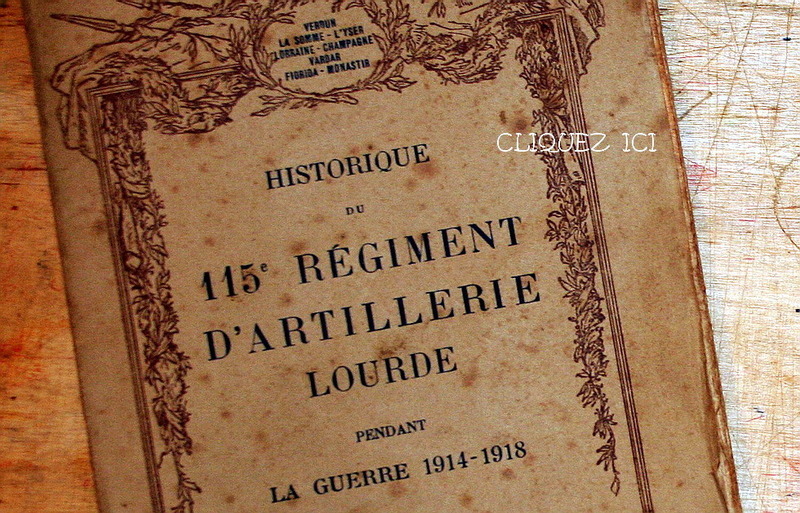 VERDUN
LA SOMME - L'YSER
LORRAINE - CHAMPAGNE
VARDAR
FLORIDA - MONASTIR
CLIQUEZ ICI
HISTORIQUE
DU
115e RÉGIMENT
D'ARTILLERIE
LOURDE
PENDANT
LA GUERRE 1914-1918